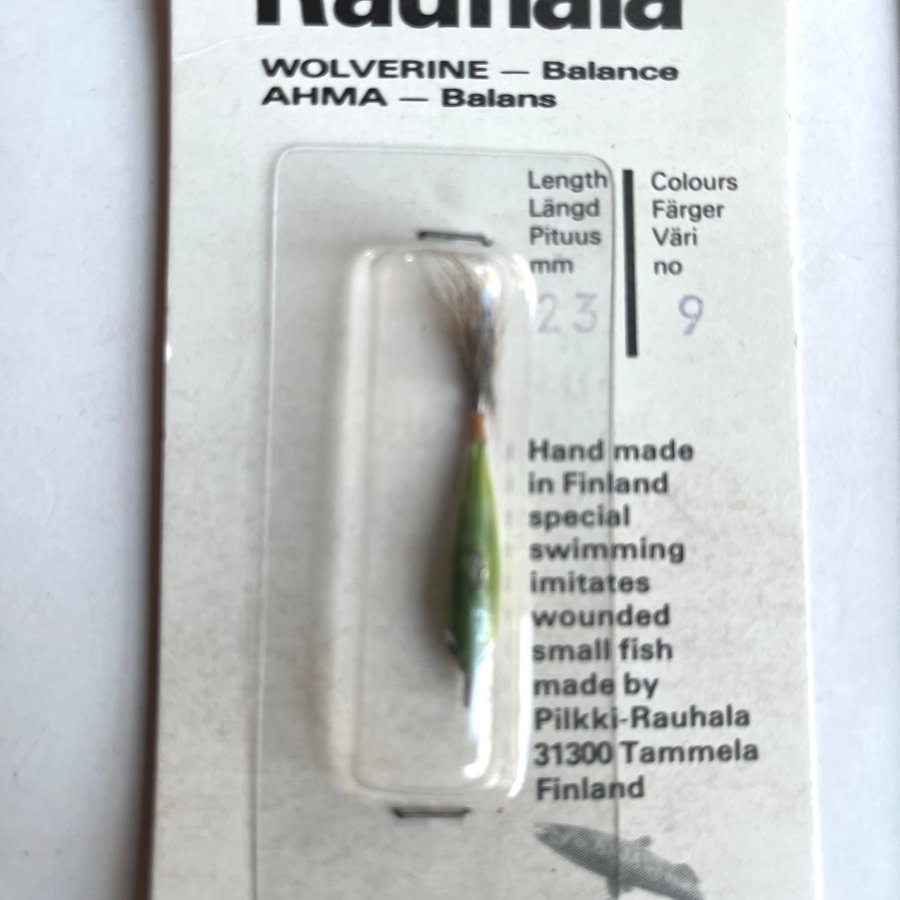 Rauhala
WOLVERINE — Balance
AHMA — Balans
Length
Längd
Pituus
mm
23
Colours
Färger
Väri
no
9
Hand made
in Finland
special
swimming
imitates
wounded
small fish
made by
Pilkki-Rauhala
31300 Tammela
Finland